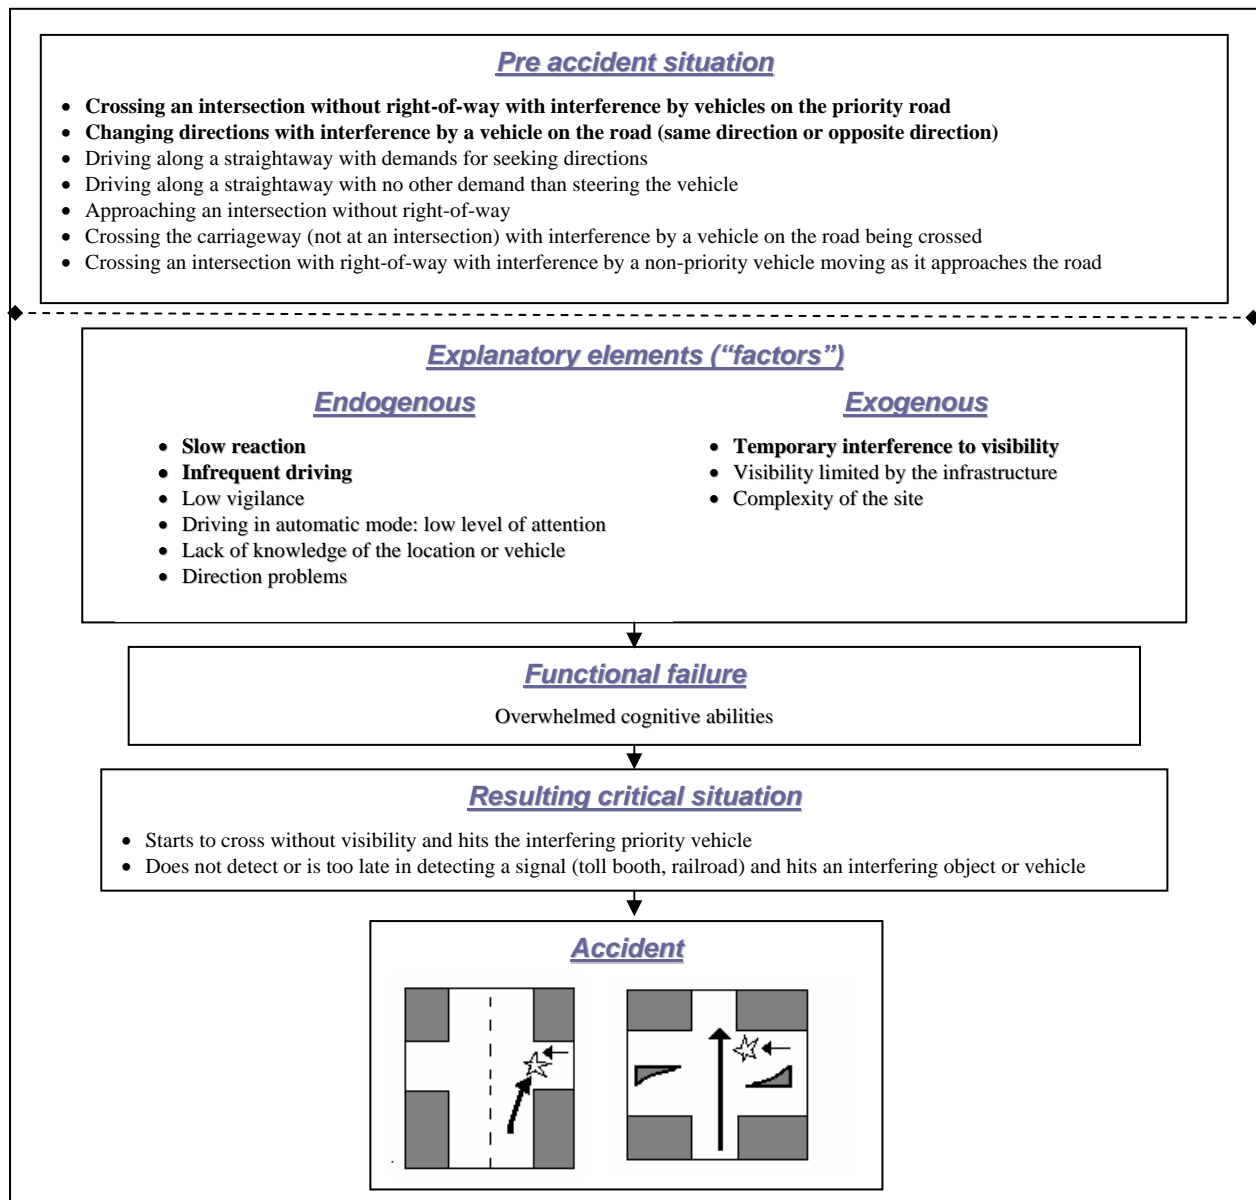 Pre accident situation
• Crossing an intersection without right-of-way with interference by vehicles on the priority road
• Changing directions with interference by a vehicle on the road (same direction or opposite direction)
• Driving along a straightaway with demands for seeking directions
• Driving along a straightaway with no other demand than steering the vehicle
• Approaching an intersection without right-of-way
• Crossing the carriageway (not at an intersection) with interference by a vehicle on the road being crossed
• Crossing an intersection with right-of-way with interference by a non-priority vehicle moving as it approaches the road
Explanatory elements (“factors”)
Endogenous
• Slow reaction
• Infrequent driving
• Low vigilance
• Driving in automatic mode: low level of attention
• Lack of knowledge of the location or vehicle
• Direction problems
Exogenous
• Temporary interference to visibility
• Visibility limited by the infrastructure
• Complexity of the site
Functional failure
Overwhelmed cognitive abilities
Resulting critical situation
• Starts to cross without visibility and hits the interfering priority vehicle
• Does not detect or is too late in detecting a signal (toll booth, railroad) and hits an interfering object or vehicle
Accident